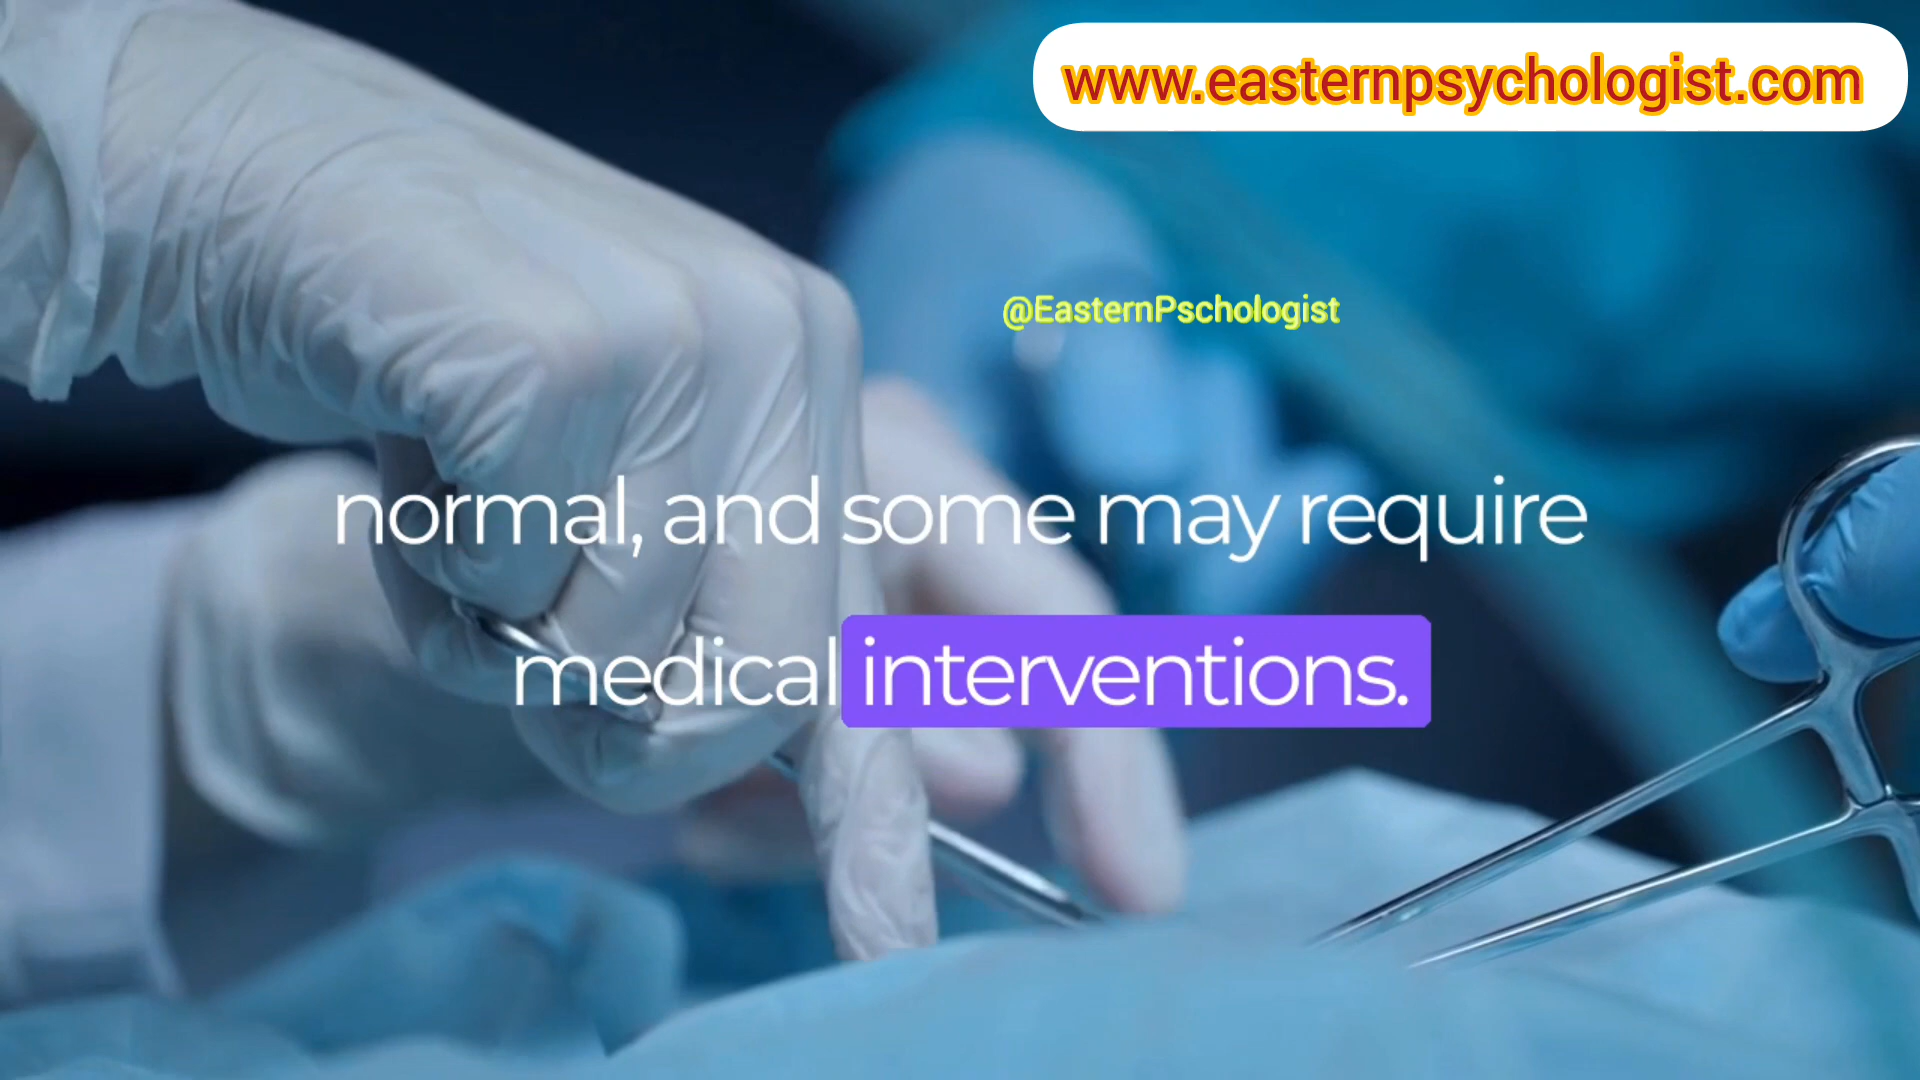 www.easternpsychologist.com
@EasternPschologist
normal, and some may require
medical interventions.